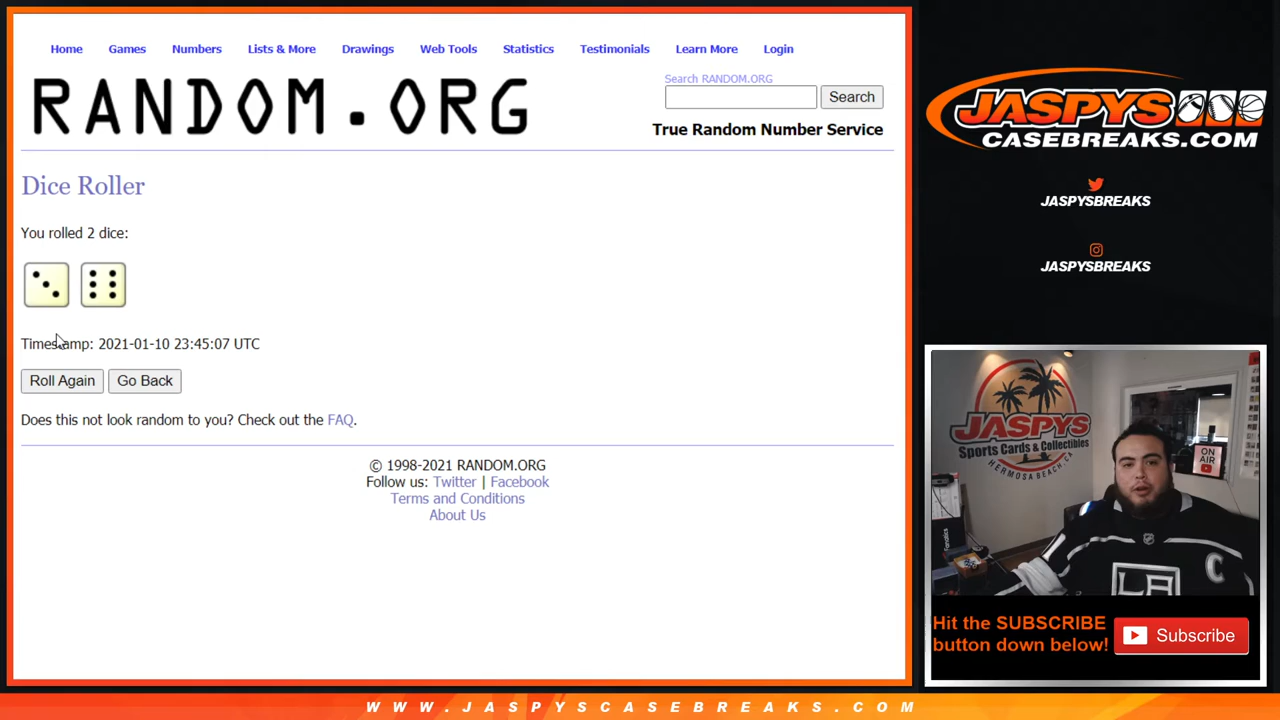 Home Games Numbers Lists & More Drawings Web Tools Statistics Testimonials Learn More Login
RANDOM.ORG
Search RANDOM.ORG
Search
True Random Number Service
Dice Roller
You rolled 2 dice:
Timestamp: 2021-01-10 23:45:07 UTC
Roll Again Go Back
Does this not look random to you? Check out the FAQ.
© 1998-2021 RANDOM.ORG
Follow us: Twitter | Facebook
Terms and Conditions
About Us
JASPYS
CASEBREAKS.COM
JASPYSBREAKS
JASPYSBREAKS
JASPYS
Sports Cards & Collectibles
HERMOSA BEACH, CA
ON
AIR
Fanatics
LA
C
Hit the SUBSCRIBE
button down below!
Subscribe
WWW.JASPYSCASEBREAKS.COM